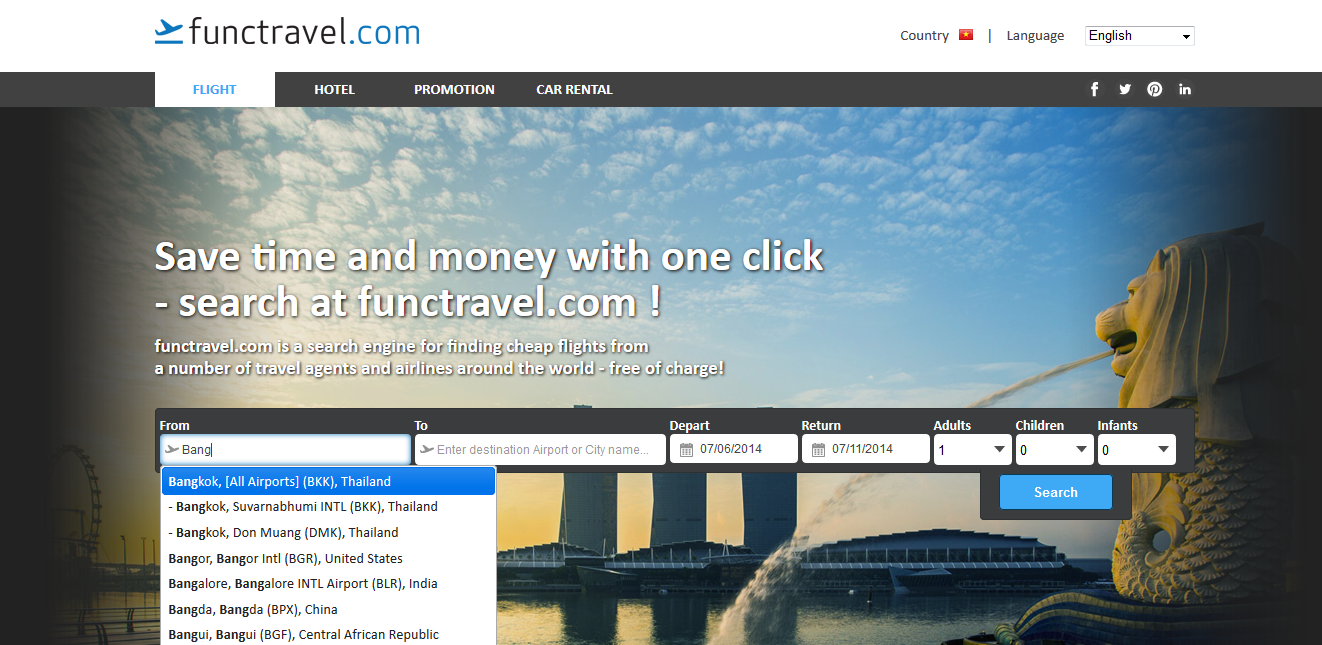 functravel.com
Country | Language English
FLIGHT HOTEL PROMOTION CAR RENTAL
Save time and money with one click
- search at functravel.com !
functravel.com is a search engine for finding cheap flights from
a number of travel agents and airlines around the world - free of charge!
From To Depart Return Adults Children Infants
Bang Enter destination Airport or City name... 07/06/2014 07/11/2014 1 0 0
Bangkok, [All Airports] (BKK), Thailand
Search
- Bangkok, Suvarnabhumi INTL (BKK), Thailand
- Bangkok, Don Muang (DMK), Thailand
Bangor, Bangor Intl (BGR), United States
Bangalore, Bangalore INTL Airport (BLR), India
Bangda, Bangda (BPX), China
Bangui, Bangui (BGF), Central African Republic